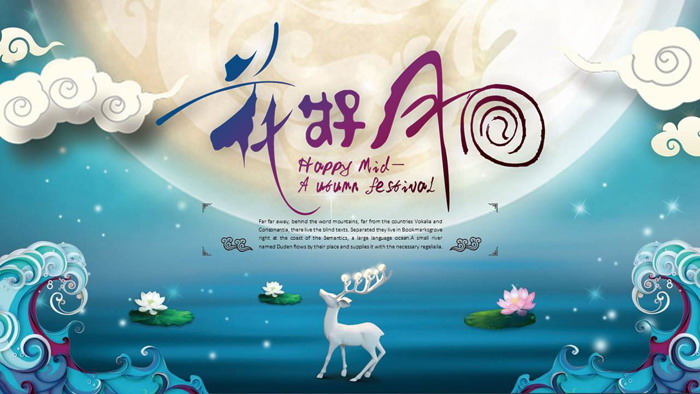 花好月圆
Happy Mid-
Autumn festival
Far far away, behind the word mountains, far from the countries Vokalia and
Consonantia, there live the blind texts. Separated they live in Bookmarksgrove
right at the coast of the Semantics, a large language ocean.A small river
named Duden flows by their place and supplies it with the necessary regelialia.